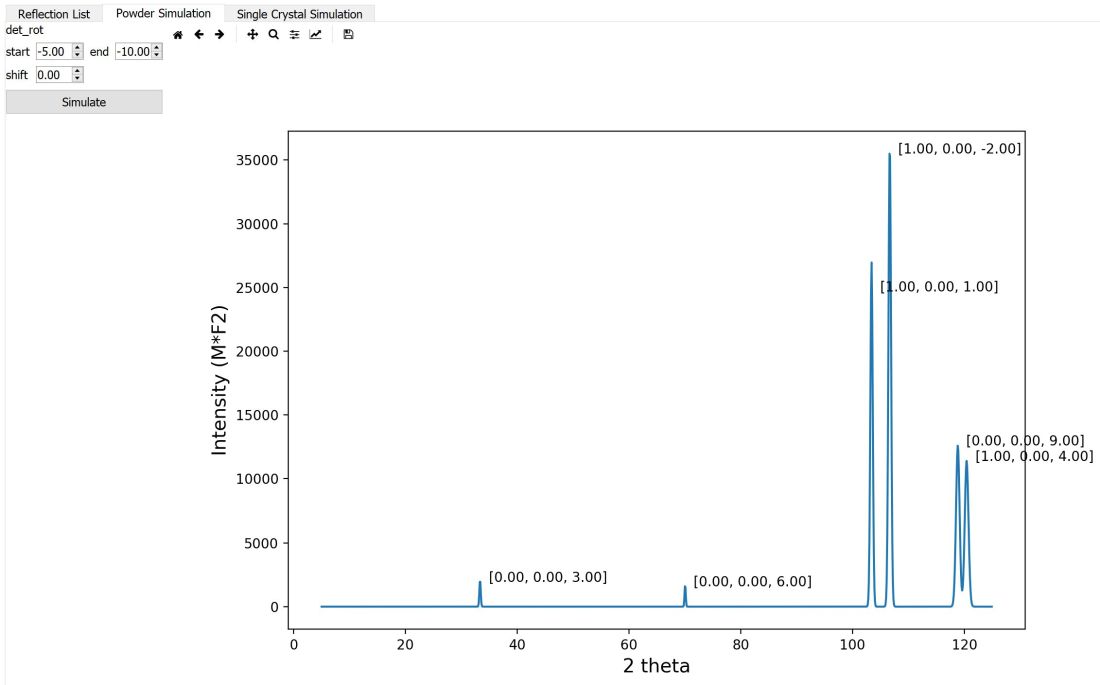 Reflection List Powder Simulation Single Crystal Simulation
det_rot
start -5.00 end -10.00
shift 0.00
Simulate
[1.00, 0.00, -2.00]
[1.00, 0.00, 1.00]
[0.00, 0.00, 9.00]
[1.00, 0.00, 4.00]
[0.00, 0.00, 3.00]
[0.00, 0.00, 6.00]
35000
30000
25000
20000
15000
10000
5000
0
Intensity (M*F2)
0 20 40 60 80 100 120
2 theta